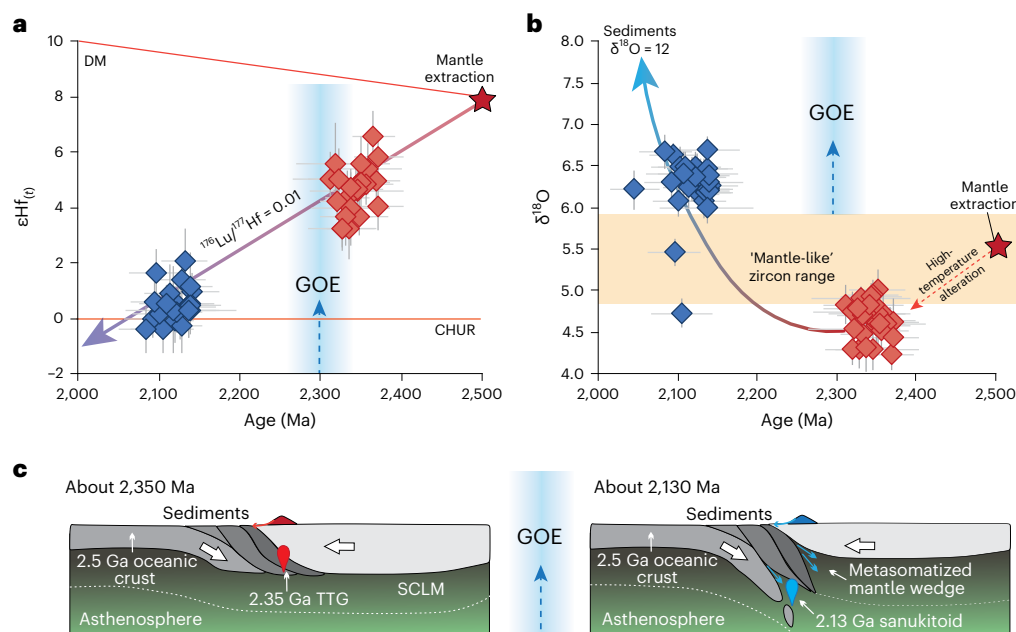 a
10
8
6
4
2
0
−2
εHf(t)
DM
Mantle
extraction
GOE
¹⁷⁶Lu/¹⁷⁷Hf = 0.01
CHUR
2,000
2,100
2,200
2,300
2,400
2,500
Age (Ma)
b
8.0
7.5
7.0
6.5
6.0
5.5
5.0
4.5
4.0
δ¹⁸O
Sediments
δ¹⁸O = 12
GOE
Mantle
extraction
'Mantle-like'
zircon range
High-
temperature
alteration
2,000
2,100
2,200
2,300
2,400
2,500
Age (Ma)
c
About 2,350 Ma
Sediments
2.5 Ga oceanic
crust
2.35 Ga TTG
SCLM
Asthenosphere
GOE
About 2,130 Ma
Sediments
2.5 Ga oceanic
crust
Metasomatized
mantle wedge
2.13 Ga sanukitoid
Asthenosphere